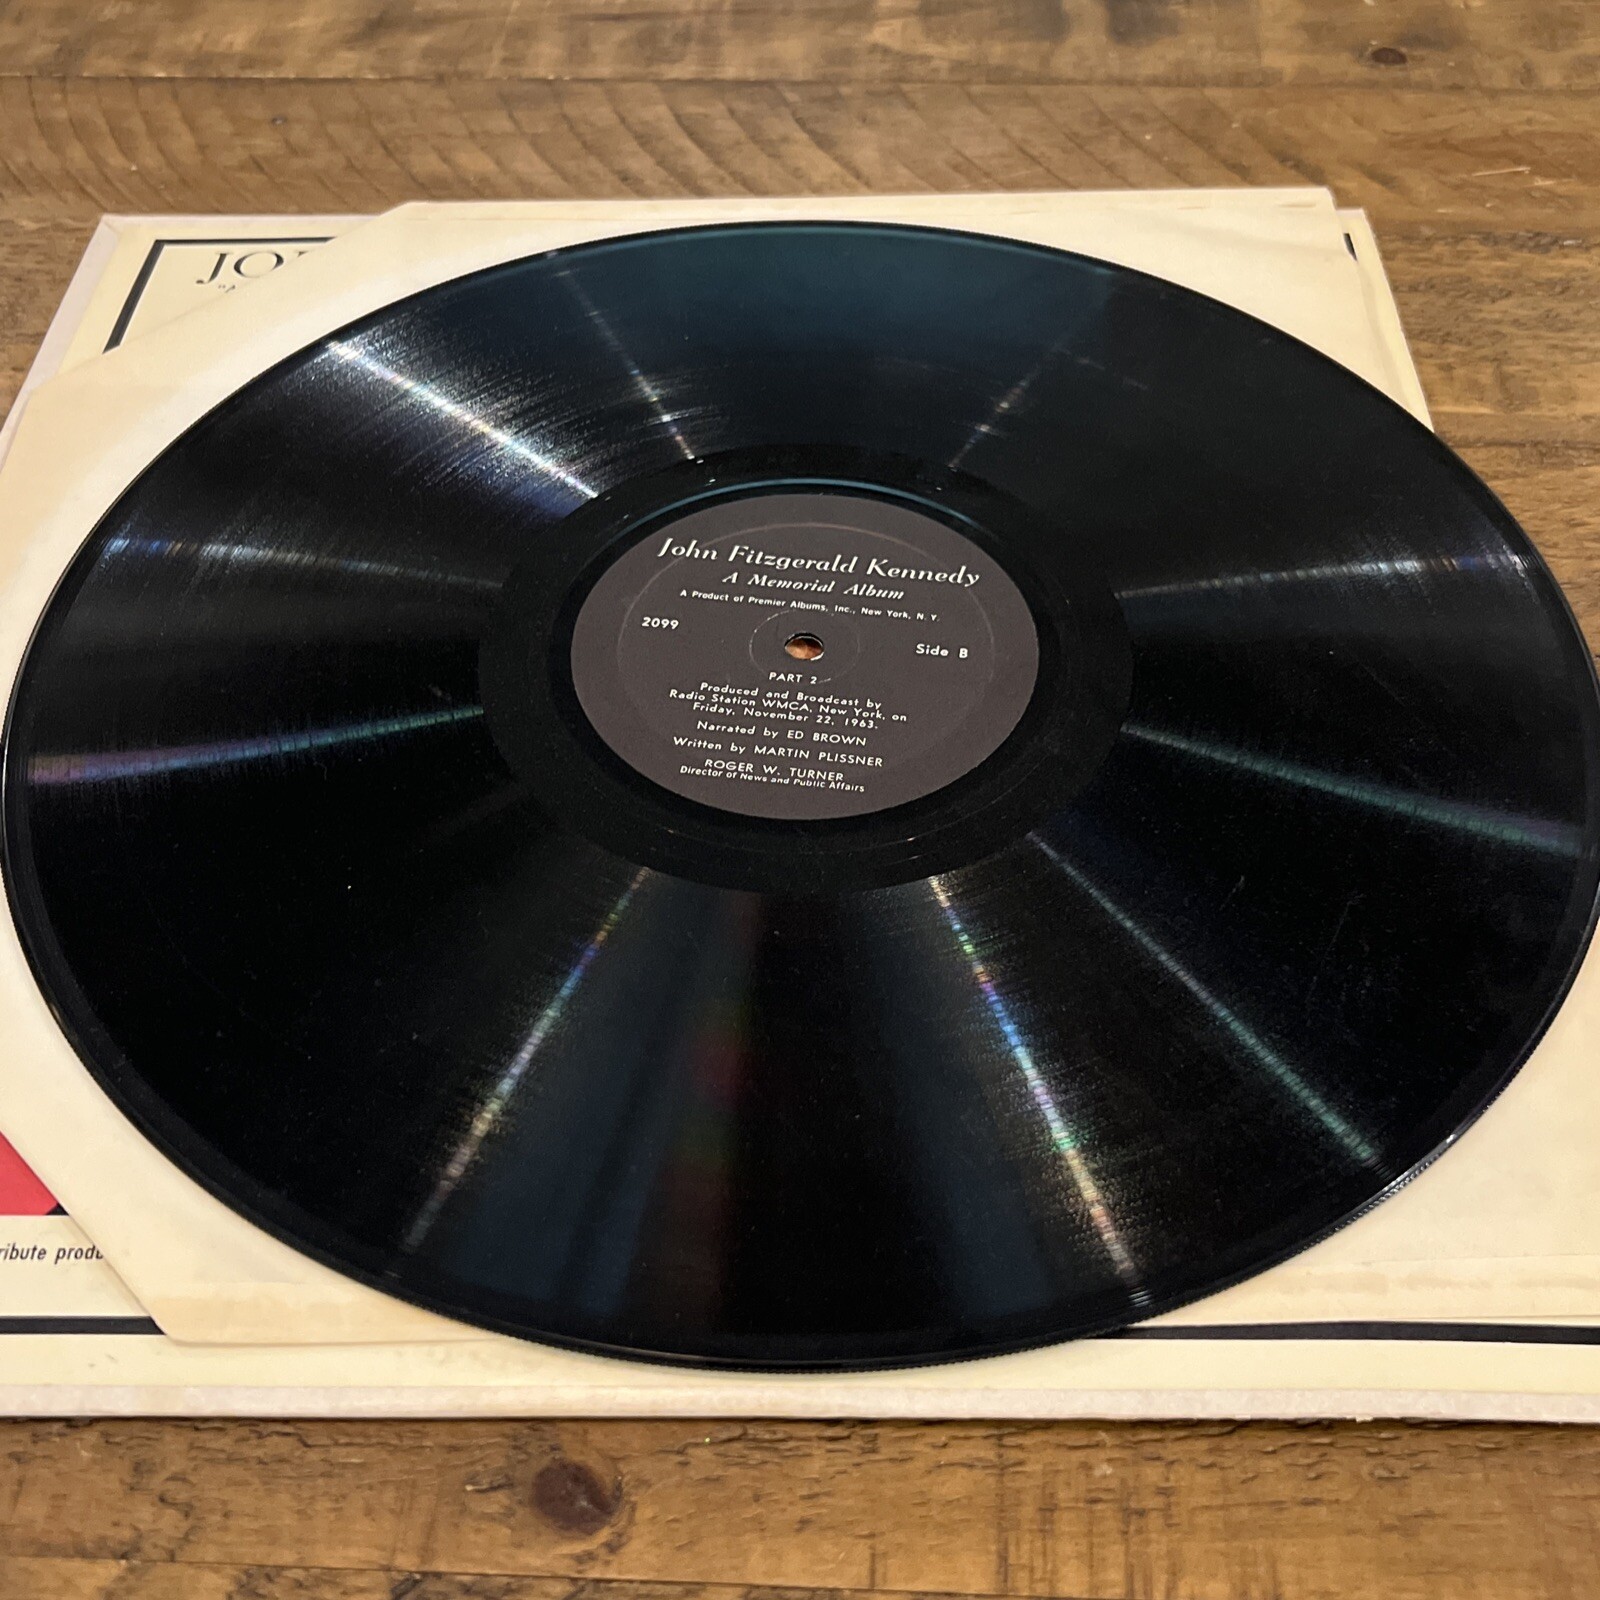 John Fitzgerald Kennedy
A Memorial Album
A Product of Premier Albums, Inc., New York, N. Y.
2099
Side B
PART 2
Produced and Broadcast by
Radio Station WMCA, New York, on
Friday, November 22, 1963.
Narrated by ED BROWN
Written by MARTIN PLISSNER
ROGER W. TURNER
Director of News and Public Affairs